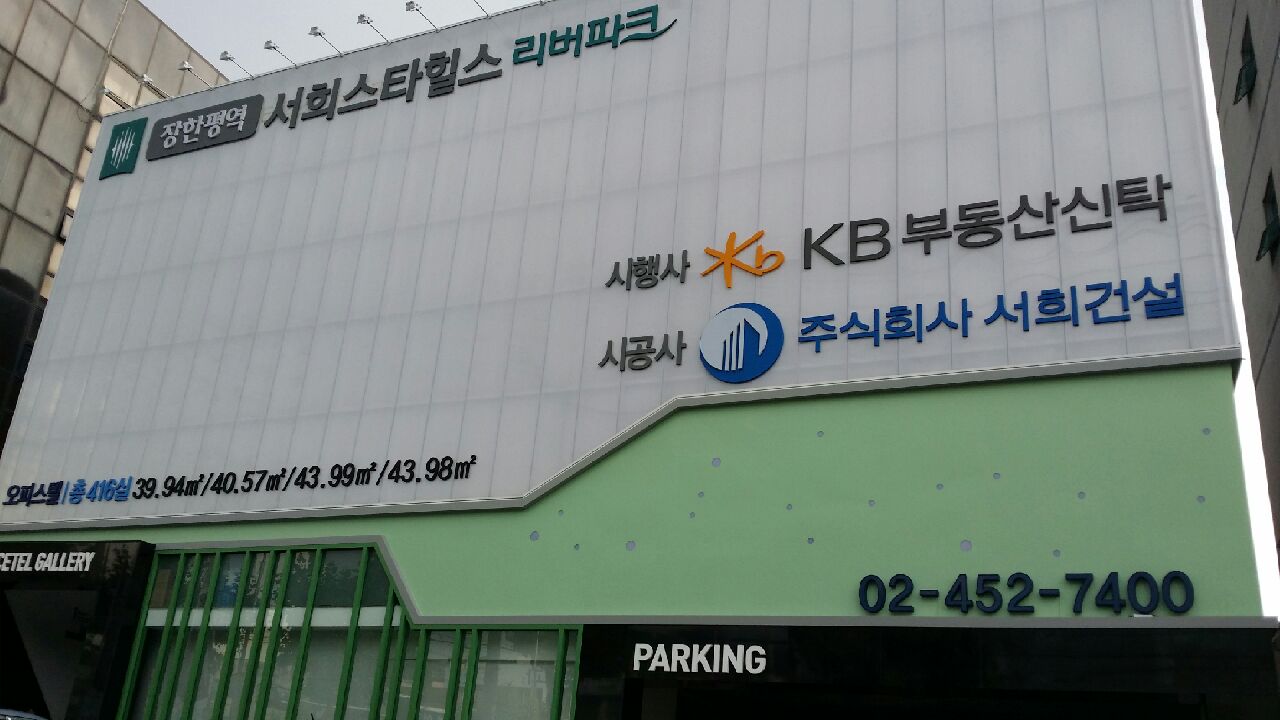 장한평역 서희스타힐스 리버파크
시행사 Kb KB부동산신탁
시공사 주식회사 서희건설
오피스텔 | 총 416실 39.94㎡/40.57㎡/43.99㎡/43.98㎡
CETEL GALLERY
02-452-7400
PARKING